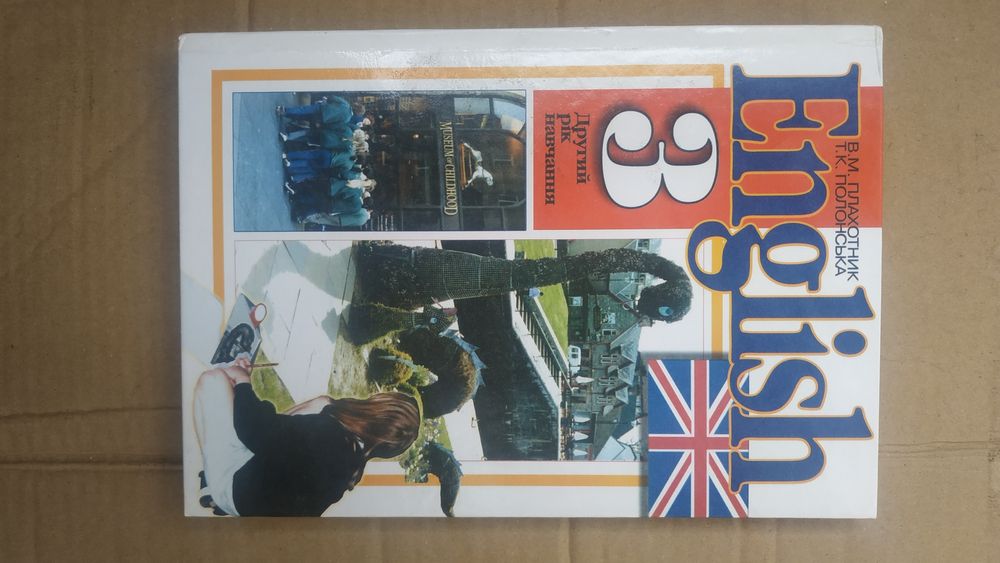 В.М. ПЛАХОТНИК
Т.К. ПОЛОНСЬКА
English
3
Другий
рік
навчання
MUSEUM OF CHILDHOOD